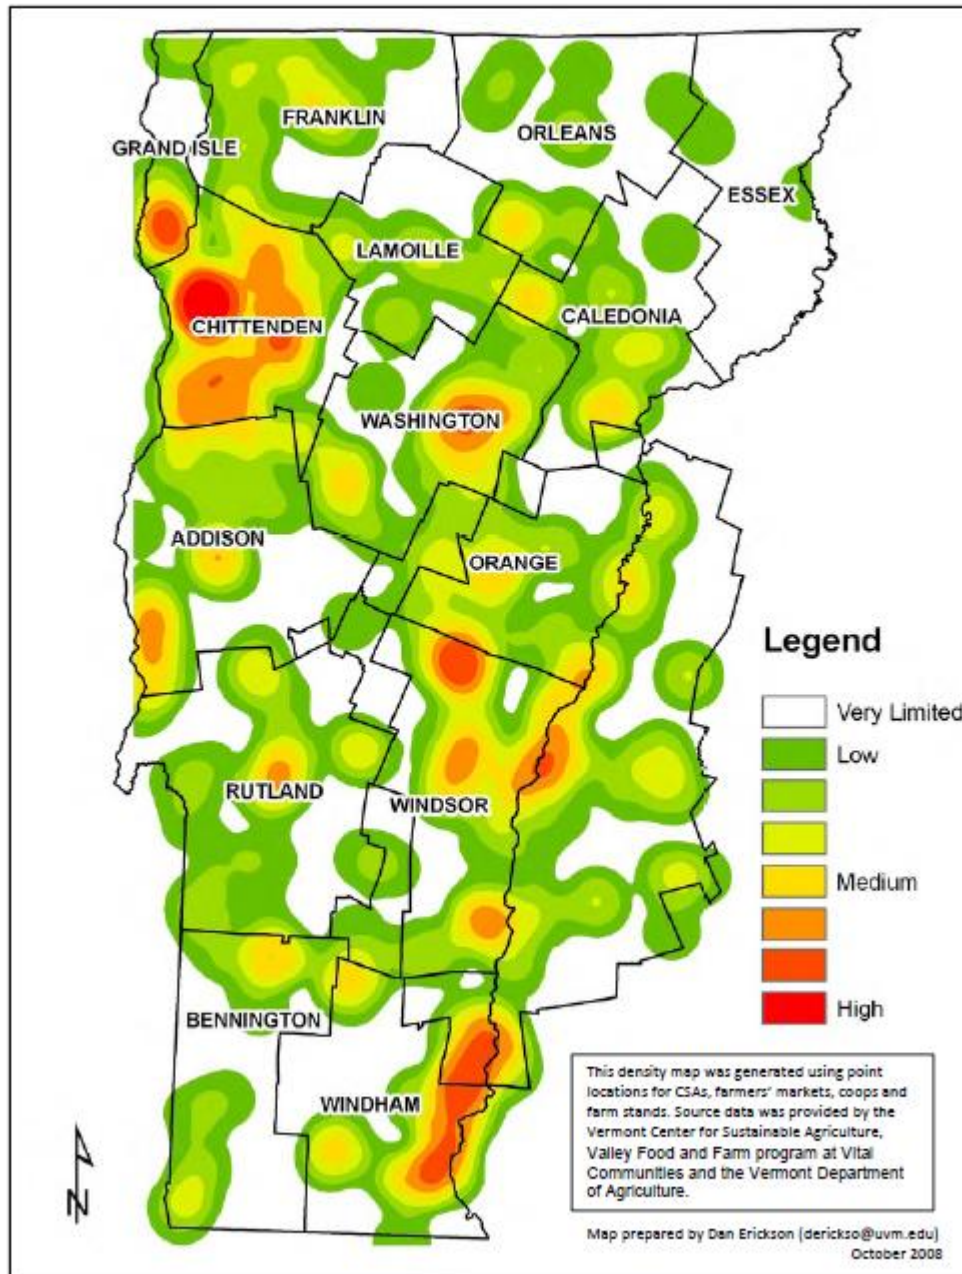 FRANKLIN
ORLEANS
GRAND ISLE
ESSEX
LAMOILLE
CALEDONIA
CHITTENDEN
WASHINGTON
ADDISON
ORANGE
RUTLAND
WINDSOR
BENNINGTON
WINDHAM
N
Legend
Very Limited
Low
Medium
High
This density map was generated using point
locations for CSAs, farmers' markets, coops and
farm stands. Source data was provided by the
Vermont Center for Sustainable Agriculture,
Valley Food and Farm program at Vital
Communities and the Vermont Department
of Agriculture.
Map prepared by Dan Erickson (derickso@uvm.edu)
October 2008